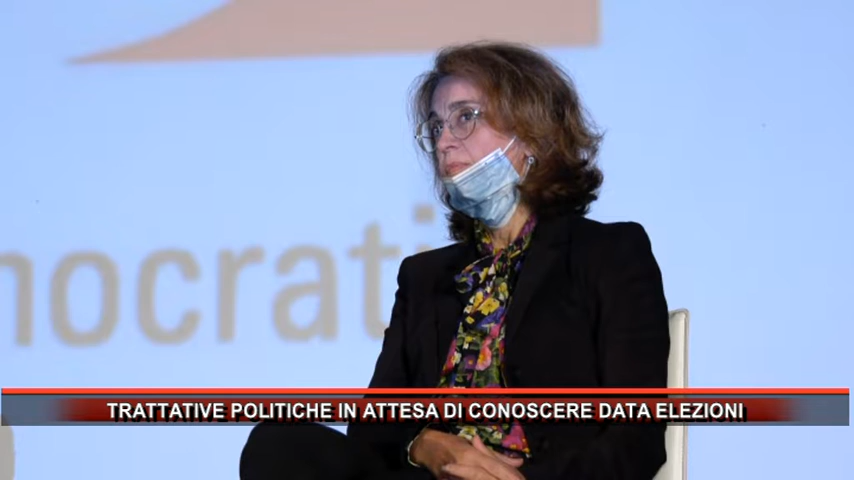 nocrati
TRATTATIVE POLITICHE IN ATTESA DI CONOSCERE DATA ELEZIONI